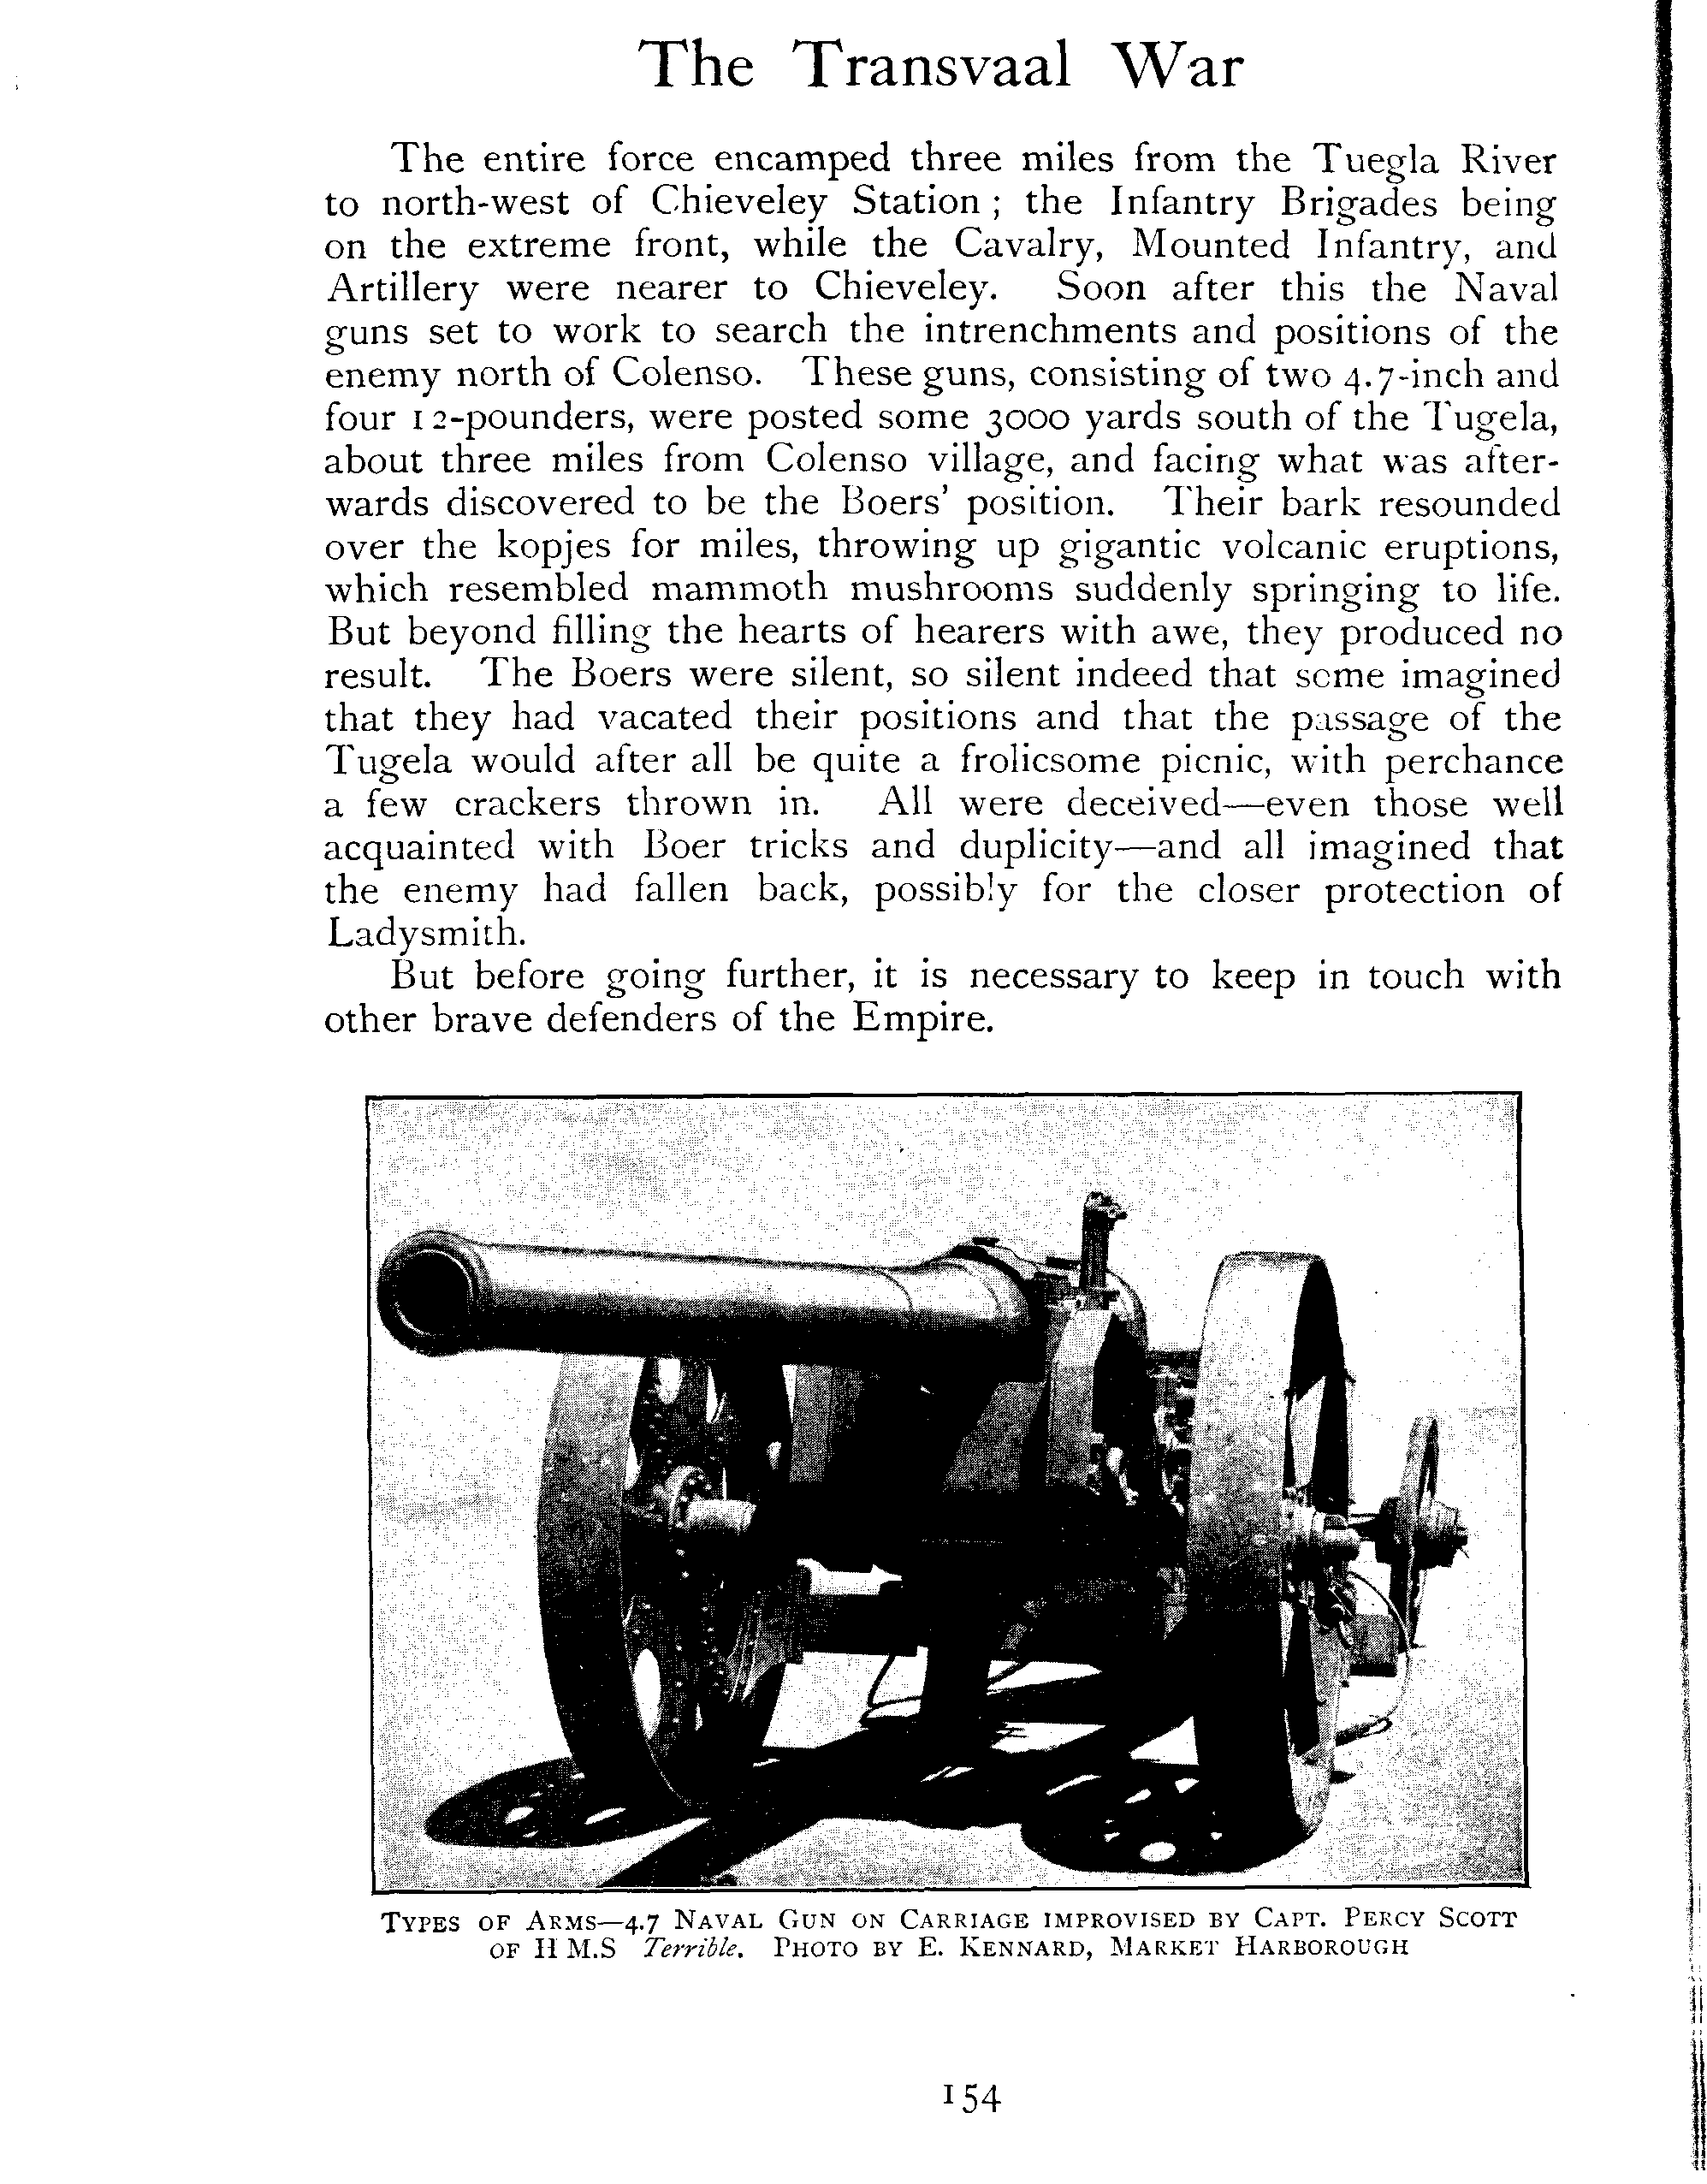 The Transvaal War
The entire force encamped three miles from the Tuegla River
to north-west of Chieveley Station; the Infantry Brigades being
on the extreme front, while the Cavalry, Mounted Infantry, and
Artillery were nearer to Chieveley. Soon after this the Naval
guns set to work to search the intrenchments and positions of the
enemy north of Colenso. These guns, consisting of two 4.7-inch and
four 12-pounders, were posted some 3000 yards south of the Tugela,
about three miles from Colenso village, and facing what was after-
wards discovered to be the Boers' position. Their bark resounded
over the kopjes for miles, throwing up gigantic volcanic eruptions,
which resembled mammoth mushrooms suddenly springing to life.
But beyond filling the hearts of hearers with awe, they produced no
result. The Boers were silent, so silent indeed that some imagined
that they had vacated their positions and that the passage of the
Tugela would after all be quite a frolicsome picnic, with perchance
a few crackers thrown in. All were deceived—even those well
acquainted with Boer tricks and duplicity—and all imagined that
the enemy had fallen back, possibly for the closer protection of
Ladysmith.
But before going further, it is necessary to keep in touch with
other brave defenders of the Empire.
TYPES OF ARMS—4.7 NAVAL GUN ON CARRIAGE IMPROVISED BY CAPT. PERCY SCOTT
OF H M.S Terrible. PHOTO BY E. KENNARD, MARKET HARBOROUGH
154